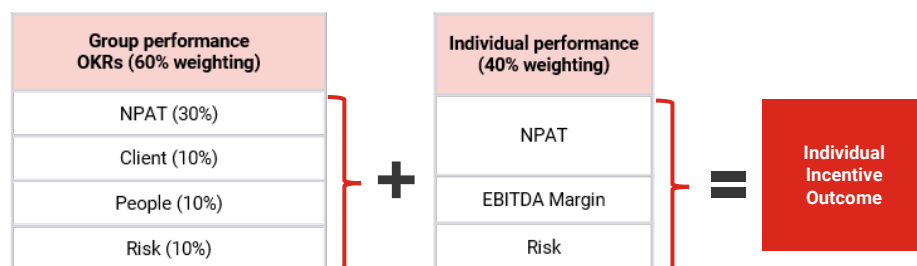 Group performance
OKRs (60% weighting)
NPAT (30%)
Client (10%)
People (10%)
Risk (10%)
+
Individual performance
(40% weighting)
NPAT
EBITDA Margin
Risk
=
Individual
Incentive
Outcome